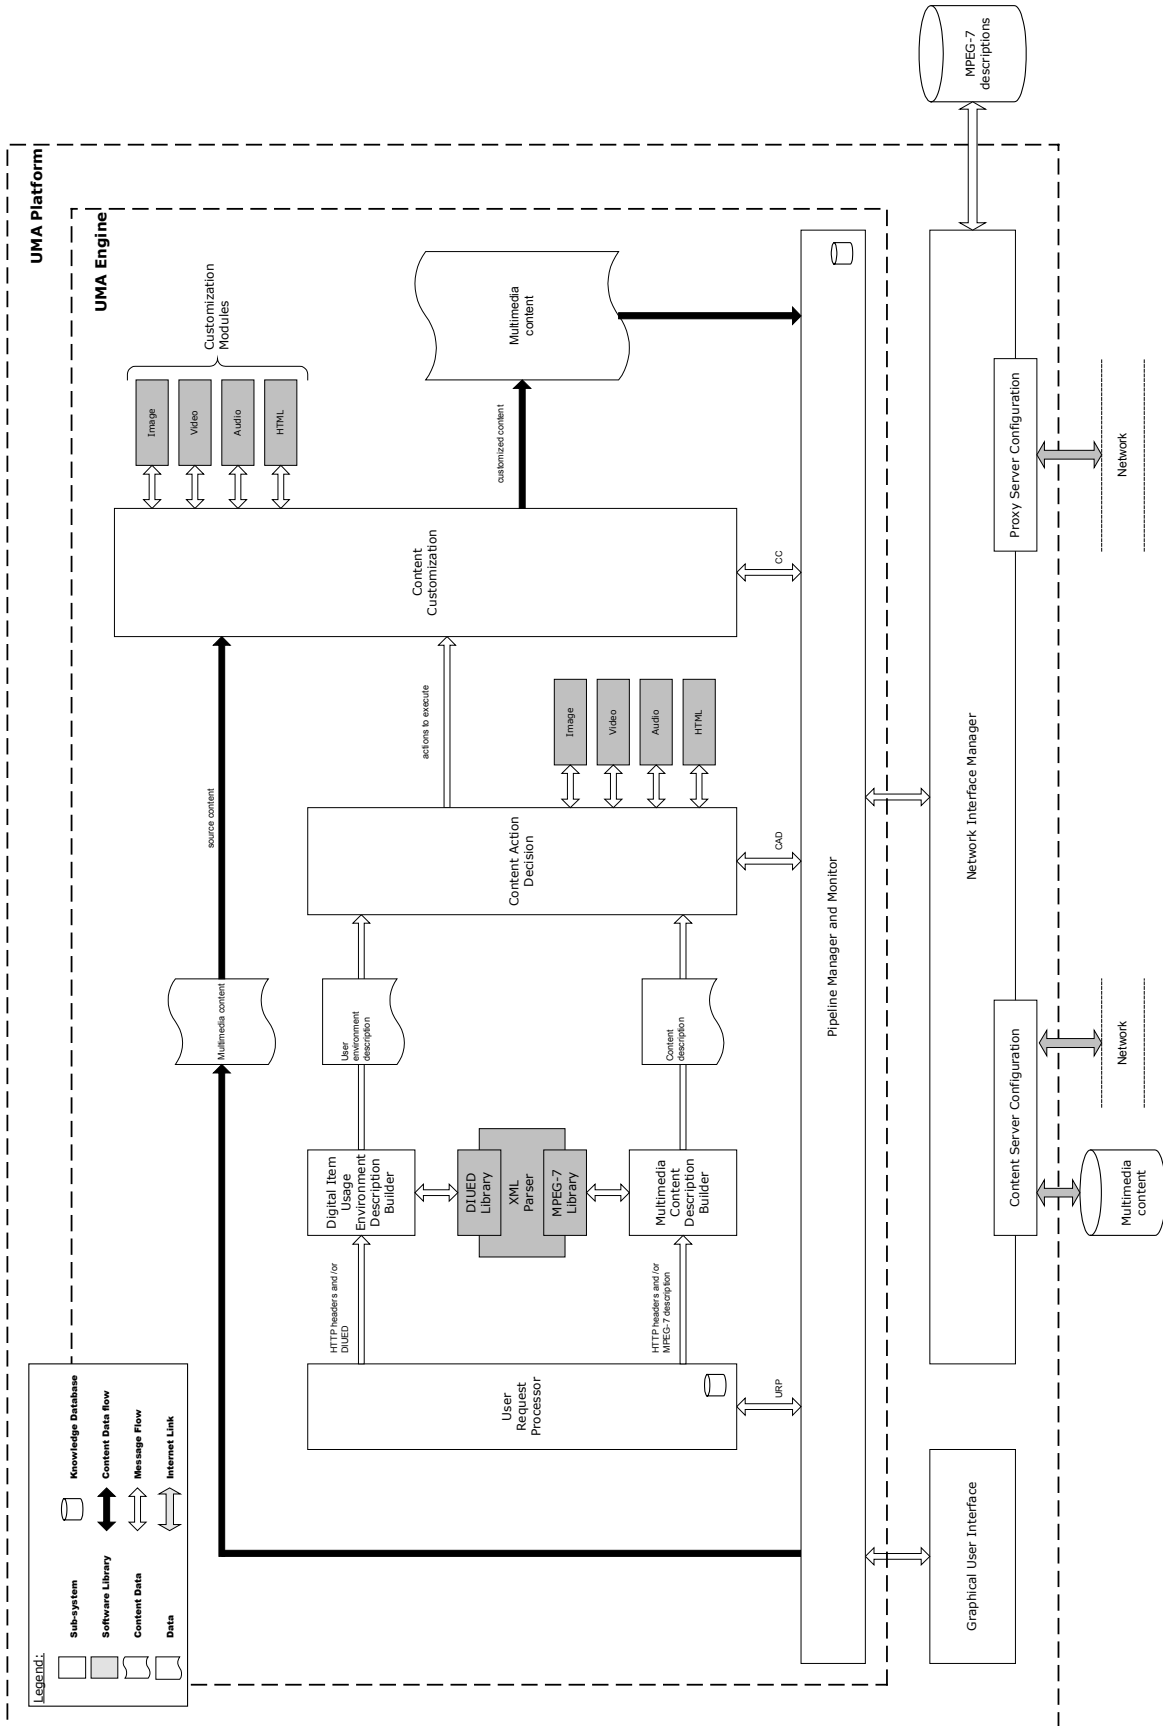 UMA Platform
UMA Engine
Legend:
Sub-system
Software Library
Content Data
Data
Knowledge Database
Content Data flow
Message Flow
Internet Link
Multimedia content
source content
User
Request
Processor
HTTP headers and /or
DIUED
HTTP headers and /or
MPEG-7 description
Digital Item
Usage
Environment
Description
Builder
DIUED
Library
XML
Parser
MPEG-7
Library
Multimedia
Content
Description
Builder
User
environment
description
Content
description
Content Action
Decision
Image
Video
Audio
HTML
actions to execute
Content
Customization
Image
Video
Audio
HTML
Customization
Modules
customized content
Multimedia
content
URP
CAD
CC
Pipeline Manager and Monitor
Graphical User Interface
Network Interface Manager
Content Server Configuration
Proxy Server Configuration
MPEG-7
descriptions
Multimedia
content
Network
Network